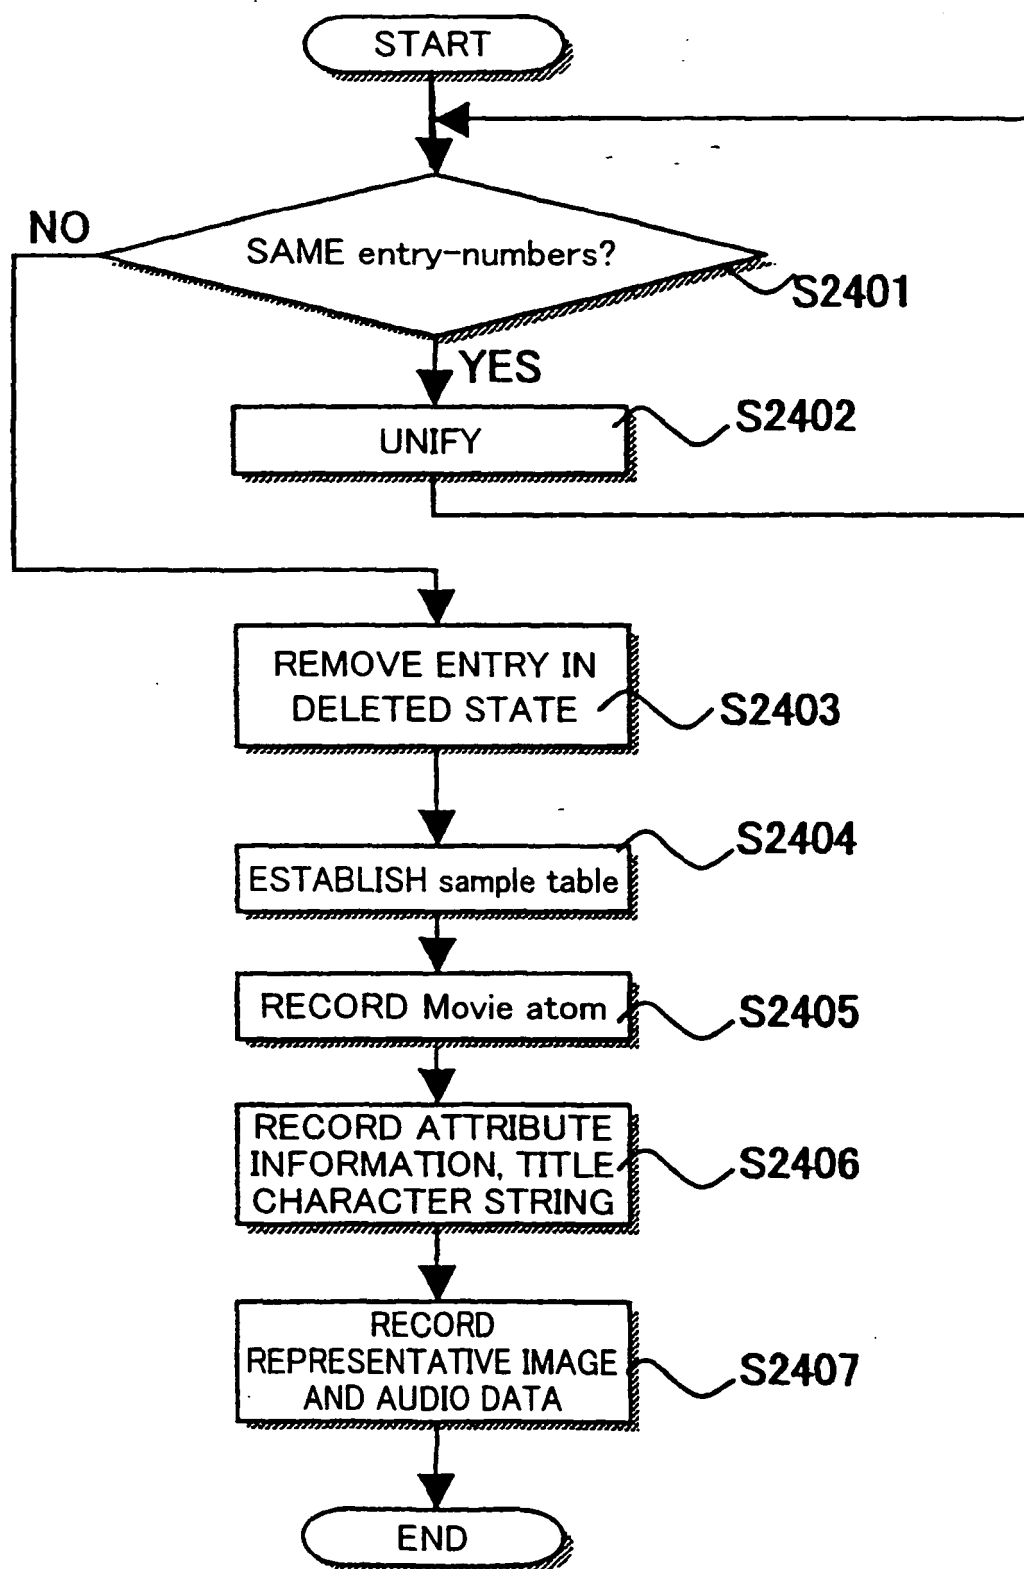 START
NO
SAME entry-numbers?
S2401
YES
S2402
UNIFY
REMOVE ENTRY IN
DELETED STATE
S2403
S2404
ESTABLISH sample table
RECORD Movie atom
S2405
RECORD ATTRIBUTE
INFORMATION, TITLE
CHARACTER STRING
S2406
RECORD
REPRESENTATIVE IMAGE
AND AUDIO DATA
S2407
END